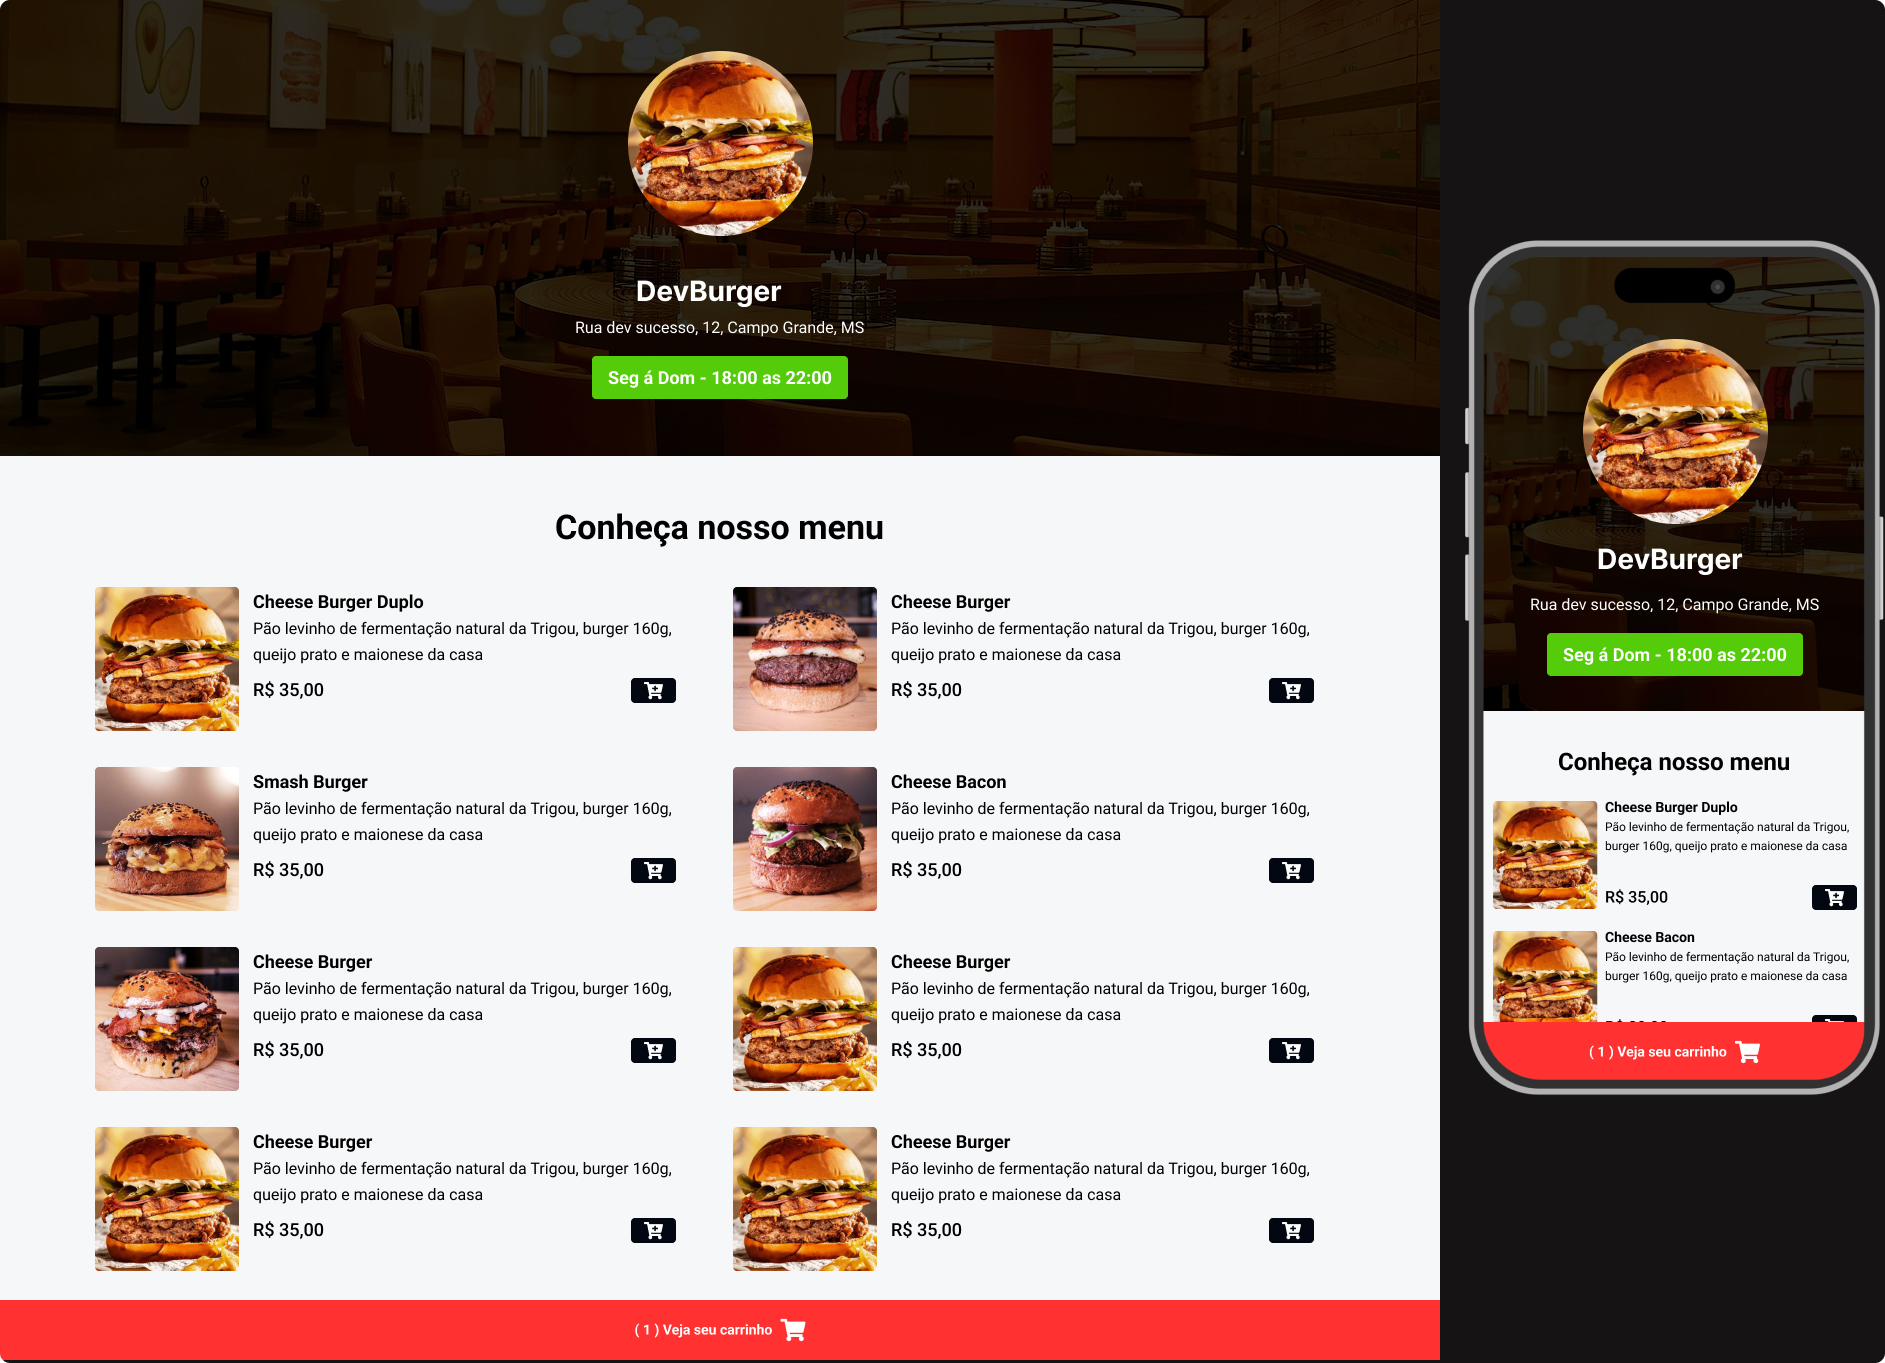 DevBurger
Rua dev sucesso, 12, Campo Grande, MS
Seg á Dom - 18:00 as 22:00
Conheça nosso menu
Cheese Burger Duplo
Pão levinho de fermentação natural da Trigou, burger 160g,
queijo prato e maionese da casa
R$ 35,00
Cheese Burger
Pão levinho de fermentação natural da Trigou, burger 160g,
queijo prato e maionese da casa
R$ 35,00
Smash Burger
Pão levinho de fermentação natural da Trigou, burger 160g,
queijo prato e maionese da casa
R$ 35,00
Cheese Bacon
Pão levinho de fermentação natural da Trigou, burger 160g,
queijo prato e maionese da casa
R$ 35,00
Cheese Burger
Pão levinho de fermentação natural da Trigou, burger 160g,
queijo prato e maionese da casa
R$ 35,00
Cheese Burger
Pão levinho de fermentação natural da Trigou, burger 160g,
queijo prato e maionese da casa
R$ 35,00
Cheese Burger
Pão levinho de fermentação natural da Trigou, burger 160g,
queijo prato e maionese da casa
R$ 35,00
Cheese Burger
Pão levinho de fermentação natural da Trigou, burger 160g,
queijo prato e maionese da casa
R$ 35,00
( 1 ) Veja seu carrinho
DevBurger
Rua dev sucesso, 12, Campo Grande, MS
Seg á Dom - 18:00 as 22:00
Conheça nosso menu
Cheese Burger Duplo
Pão levinho de fermentação natural da Trigou,
burger 160g, queijo prato e maionese da casa
R$ 35,00
Cheese Bacon
Pão levinho de fermentação natural da Trigou,
burger 160g, queijo prato e maionese da casa
( 1 ) Veja seu carrinho